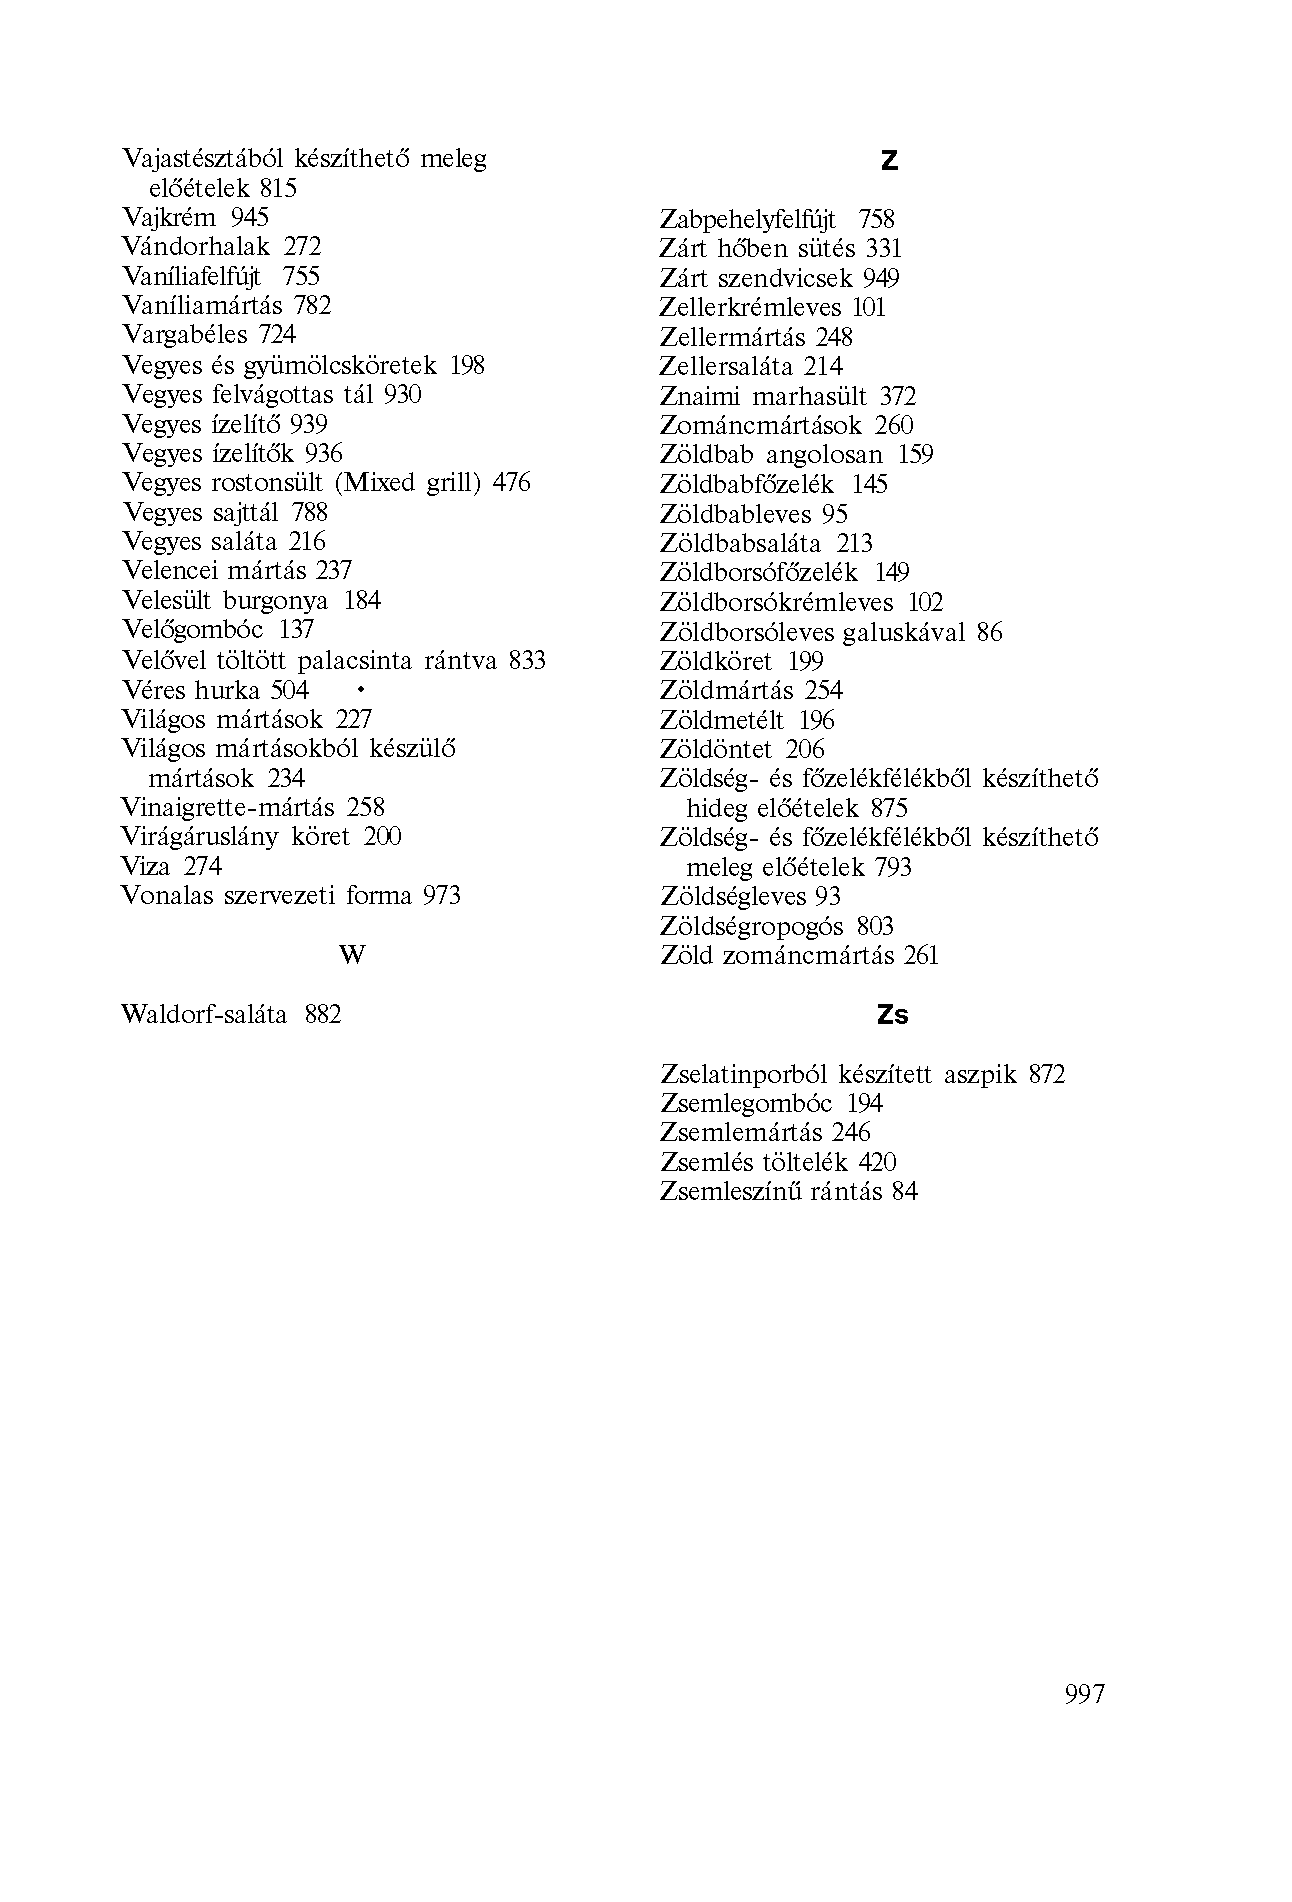 Vajastésztából készíthető meleg
előételek 815
Vajkrém 945
Vándorhalak 272
Vaníliafelfújt 755
Vaníliamártás 782
Vargabéles 724
Vegyes és gyümölcsköretek 198
Vegyes felvágottas tál 930
Vegyes ízelítő 939
Vegyes ízelítők 936
Vegyes rostonsült (Mixed grill) 476
Vegyes sajttál 788
Vegyes saláta 216
Velencei mártás 237
Velesült burgonya 184
Velőgombóc 137
Velővel töltött palacsinta rántva 833
Véres hurka 504 •
Világos mártások 227
Világos mártásokból készülő
mártások 234
Vinaigrette-mártás 258
Virágáruslány köret 200
Viza 274
Vonalas szervezeti forma 973
W
Waldorf-saláta 882
Z
Zabpehelyfelfújt 758
Zárt hőben sütés 331
Zárt szendvicsek 949
Zellerkrémleves 101
Zellermártás 248
Zellersaláta 214
Znaimi marhasült 372
Zománcmártások 260
Zöldbab angolosan 159
Zöldbabfőzelék 145
Zöldbableves 95
Zöldbabsaláta 213
Zöldborsófőzelék 149
Zöldborsókrémleves 102
Zöldborsóleves galuskával 86
Zöldköret 199
Zöldmártás 254
Zöldmetélt 196
Zöldöntet 206
Zöldség- és főzelékfélékből készíthető
hideg előételek 875
Zöldség- és főzelékfélékből készíthető
meleg előételek 793
Zöldségleves 93
Zöldségropogós 803
Zöld zománcmártás 261
Zs
Zselatinporból készített aszpik 872
Zsemlegombóc 194
Zsemlemártás 246
Zsemlés töltelék 420
Zsemleszínű rántás 84
997